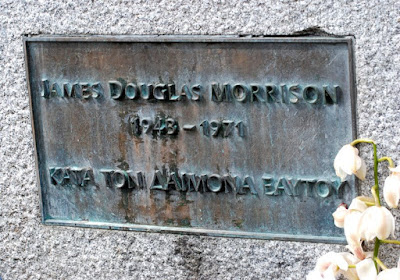 JAMES DOUGLAS MORRISON
1943 – 1971
ΚΑΤΑ ΤΟΝ ΔΑΙΜΟΝΑ ΕΑΥΤΟΥ